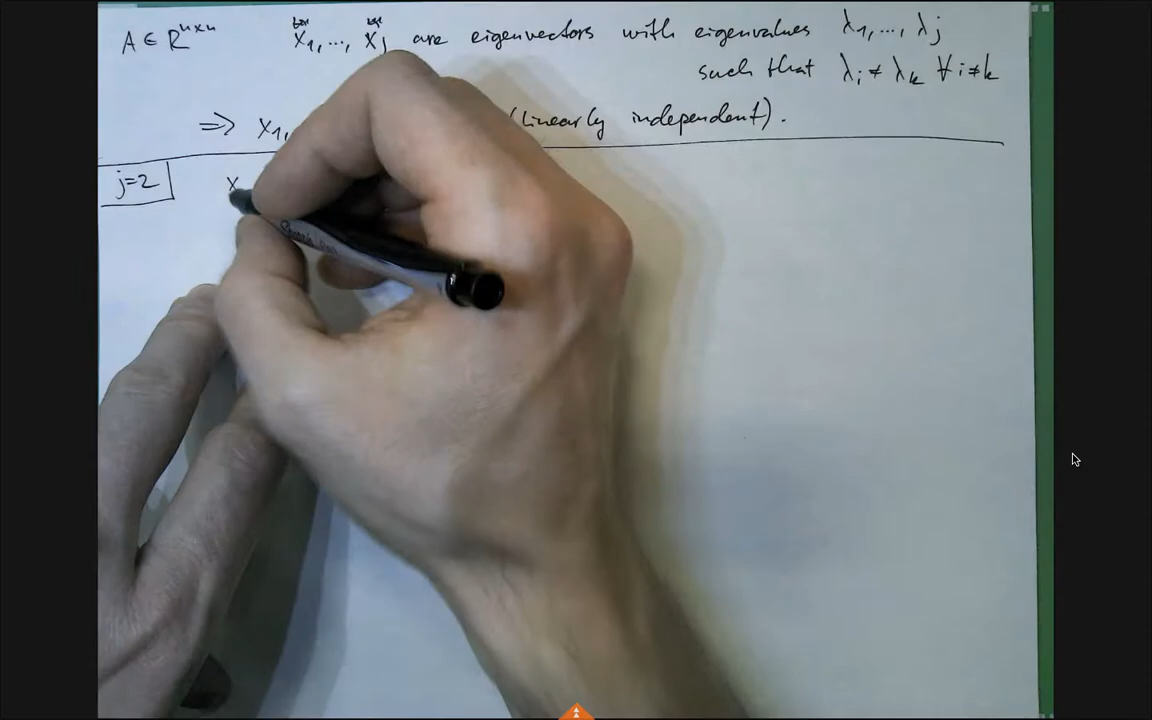 A ∈ R^{n×n} x_1, ..., x_j are eigenvectors with eigenvalues λ_1, ..., λ_j
such that λ_i ≠ λ_k ∀ i ≠ k
⇒ x_1, (linearly independent).
j=2 x